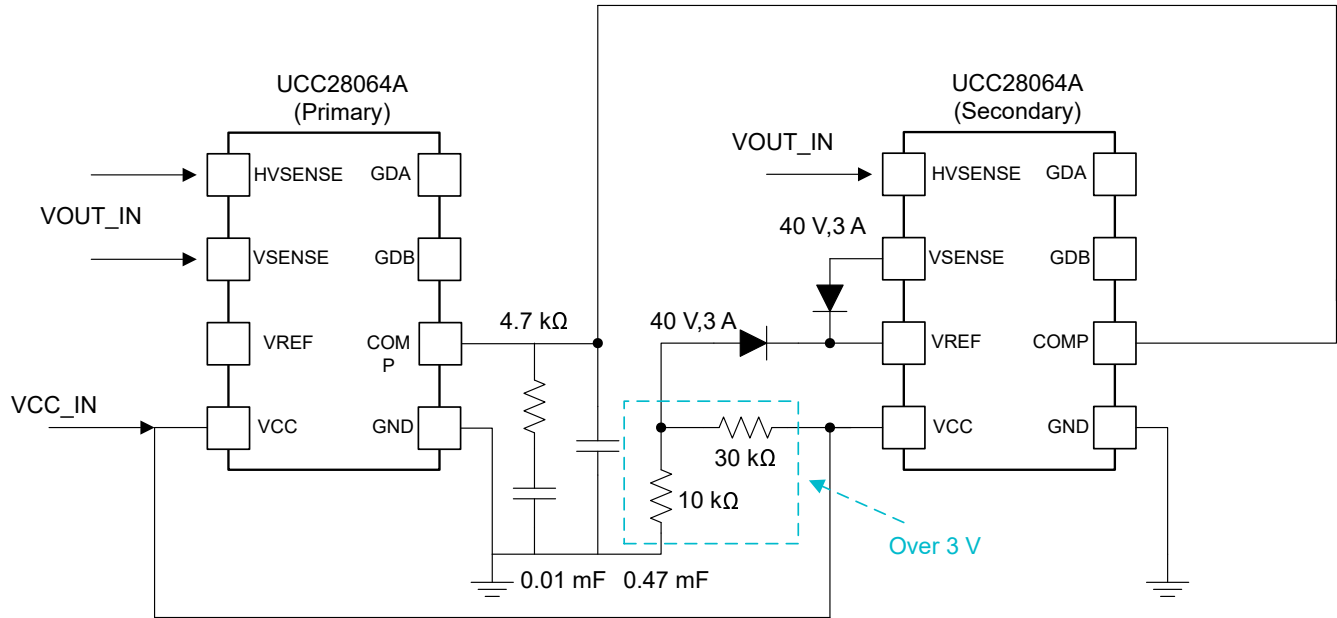 UCC28064A
(Primary)
HVSENSE
GDA
VOUT_IN
VSENSE
GDB
VREF
COM
P
VCC_IN
VCC
GND
4.7 kΩ
0.01 mF
0.47 mF
40 V,3 A
30 kΩ
10 kΩ
Over 3 V
UCC28064A
(Secondary)
VOUT_IN
HVSENSE
GDA
40 V,3 A
VSENSE
GDB
VREF
COMP
VCC
GND